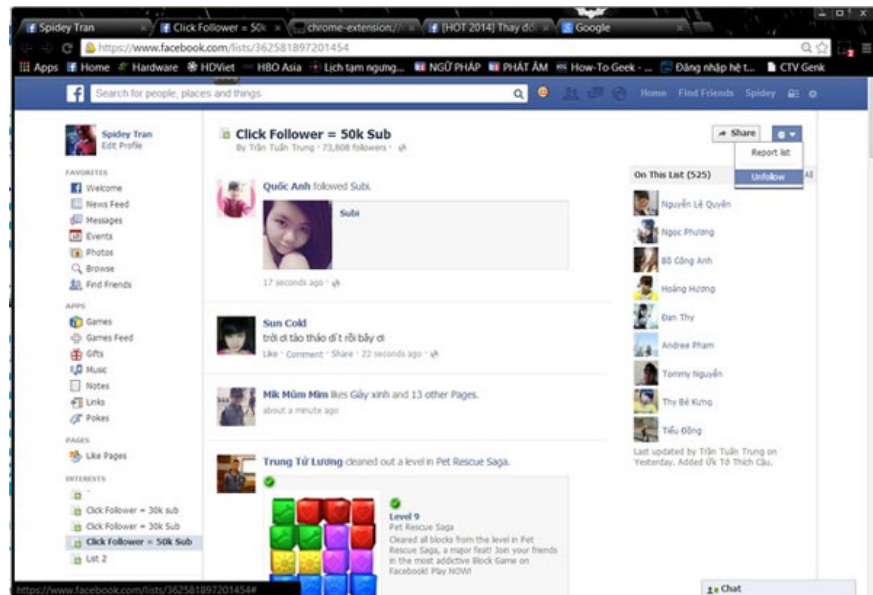 Spidey Tran
Click Follower = 50k
chrome-extension://
[HOT 2014] Thay đổi
Google
https://www.facebook.com/lists/362581897201454
Apps
Home
Hardware
HDViet
HBO Asia
Lịch tạm ngưng...
NGỮ PHÁP
PHÁT ÂM
How-To Geek - ...
Đăng nhập hệ t...
CTV Genk
Search for people, places and things
Home
Find Friends
Spidey
Spidey Tran
Edit Profile
FAVORITES
Welcome
News Feed
Messages
Events
Photos
Browse
Find Friends
APPS
Games
Games Feed
Gifts
Music
Notes
Links
Pokes
PAGES
Like Pages
INTERESTS
Click Follower = 30k sub
Click Follower = 30k Sub
Click Follower = 50k Sub
List 2
Click Follower = 50k Sub
By Trần Tuấn Trung · 73,808 followers ·
Share
Report list
Unfollow
Quốc Anh followed Subi.
Subi
17 seconds ago ·
Sun Cold
trời ơi tào tháo dí t rồi bây ơi
Like · Comment · Share · 22 seconds ago ·
Mik Mũm Mĩm likes Gây xinh and 13 other Pages.
about a minute ago
Trung Tử Lương cleaned out a level in Pet Rescue Saga.
Level 9
Pet Rescue Saga
Cleared all blocks from the level in Pet
Rescue Saga, a major feat! Join your friends
in the most addictive Block Game on
Facebook! Play NOW!
On This List (525)
Nguyễn Lệ Quyên
Ngọc Phương
Bồ Công Anh
Hoàng Hương
Đan Thy
Andree Pham
Tommy Nguyễn
Thy Bé Kưng
Tiểu Đông
Last updated by Trần Tuấn Trung on
Yesterday. Added Ưk Tớ Thích Cậu.
Chat
https://www.facebook.com/lists/362581897201454#